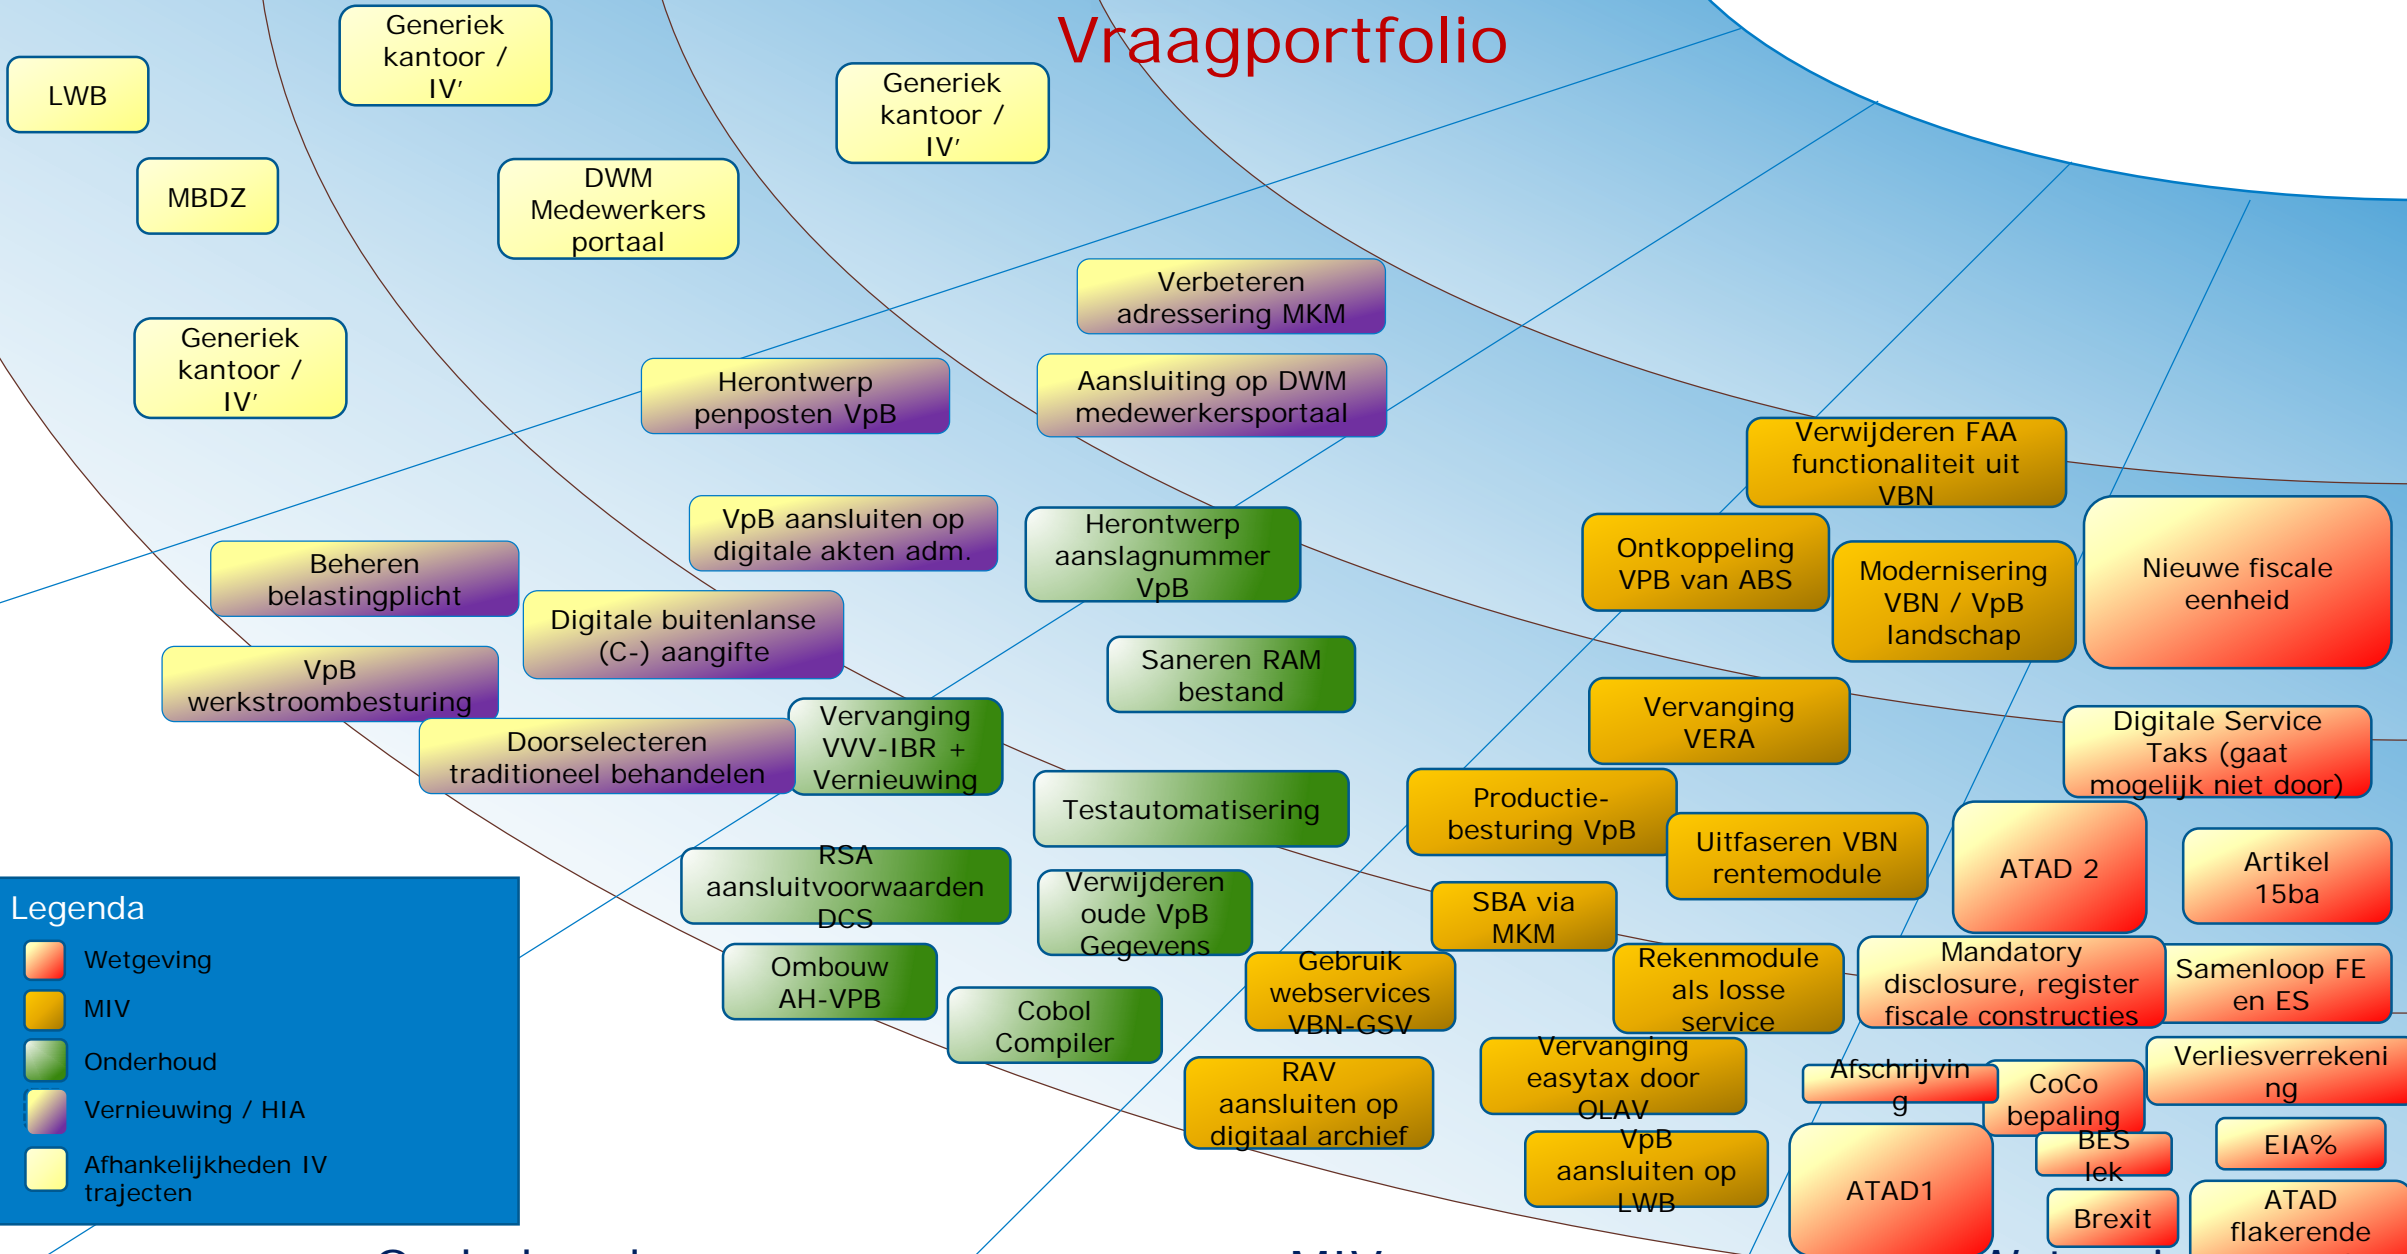 Vraagportfolio
Generiek
kantoor /
IV’
LWB
Generiek
kantoor /
IV’
MBDZ
DWM
Medewerkers
portaal
Generiek
kantoor /
IV’
Verbeteren
adressering MKM
Herontwerp
penposten VpB
Aansluiting op DWM
medewerkersportaal
VpB aansluiten op
digitale akten adm.
Beheren
belastingplicht
Digitale buitenlanse
(C-) aangifte
VpB
werkstroombesturing
Doorselecteren
traditioneel behandelen
Herontwerp
aanslagnummer
VpB
Saneren RAM
bestand
Vervanging
VVV-IBR +
Vernieuwing
Testautomatisering
RSA
aansluitvoorwaarden
DCS
Verwijderen
oude VpB
Gegevens
Ombouw
AH-VPB
Cobol
Compiler
Verwijderen FAA
functionaliteit uit
VBN
Ontkoppeling
VPB van ABS
Modernisering
VBN / VpB
landschap
Vervanging
VERA
Productie-
besturing VpB
Uitfaseren VBN
rentemodule
SBA via
MKM
Gebruik
webservices
VBN-GSV
Rekenmodule
als losse
service
Vervanging
easytax door
OLAV
RAV
aansluiten op
digitaal archief
VpB
aansluiten op
LWB
Nieuwe fiscale
eenheid
Digitale Service
Taks (gaat
mogelijk niet door)
ATAD 2
Artikel
15ba
Mandatory
disclosure, register
fiscale constructies
Samenloop FE
en ES
Afschrijvin
g
CoCo
bepaling
Verliesverrekeni
ng
BES
lek
EIA%
ATAD1
Brexit
ATAD
flakerende
Legenda
Wetgeving
MIV
Onderhoud
Vernieuwing / HIA
Afhankelijkheden IV
trajecten
MIV